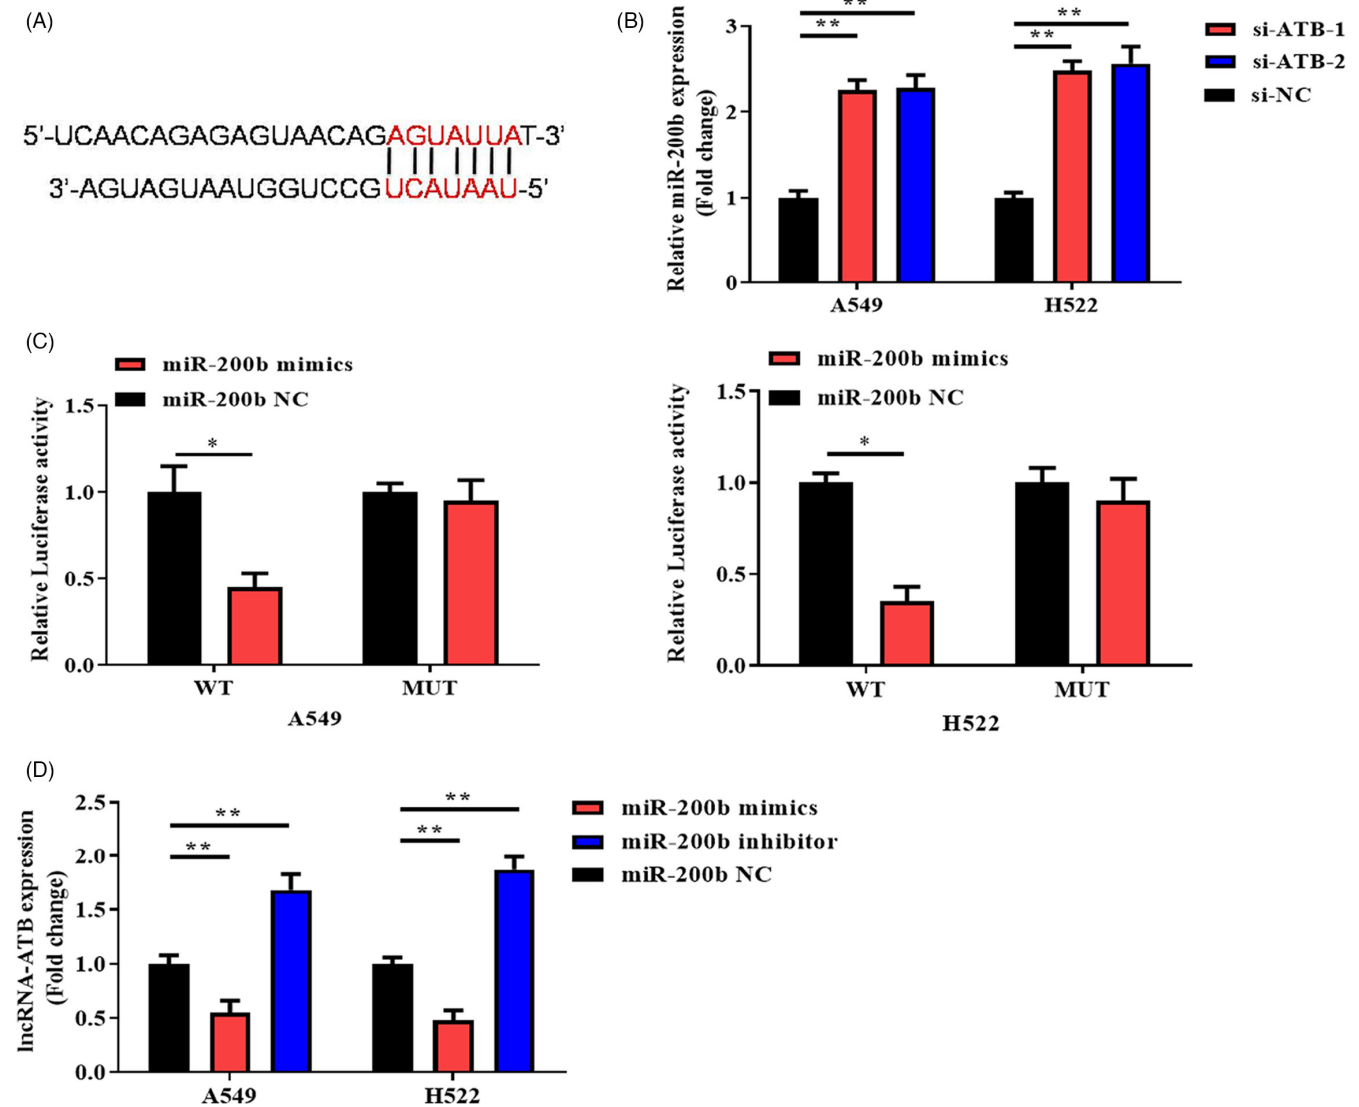 (A)
5'-UCAACAGAGAGUAACAGAGUAUUAT-3'
3'-AGUAGUAAUGGUCCGUCAUAAU-5'
(B)
Relative miR-200b expression
(Fold change)
3
2
1
0
**
**
**
**
A549
H522
si-ATB-1
si-ATB-2
si-NC
(C)
miR-200b mimics
miR-200b NC
Relative Luciferase activity
1.5
1.0
0.5
0.0
*
WT
MUT
A549
miR-200b mimics
miR-200b NC
Relative Luciferase activity
1.5
1.0
0.5
0.0
*
WT
MUT
H522
(D)
lncRNA-ATB expression
(Fold change)
2.5
2.0
1.5
1.0
0.5
0.0
**
**
**
**
A549
H522
miR-200b mimics
miR-200b inhibitor
miR-200b NC